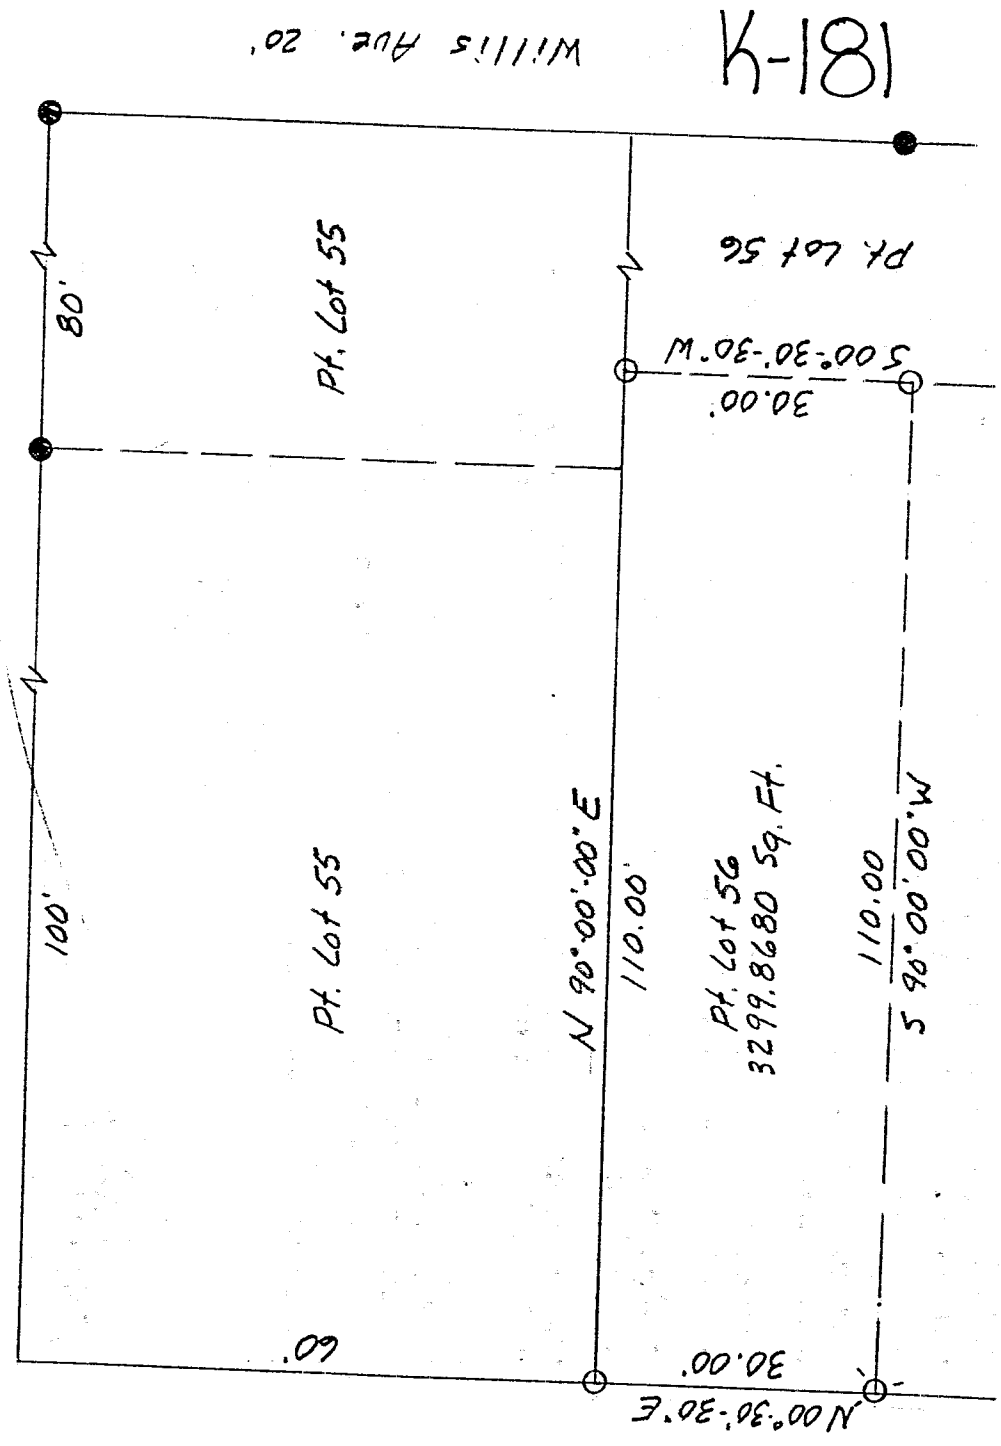 181-4
Willis Ave. 20'
80'
Pt. Lot 55
Pt. Lot 56
S 00°-30'-30" W
30.00'
100'
Pt. Lot 55
N 90°-00'-00" E
110.00'
Pt. Lot 56
3299.8680 Sq. Ft.
110.00
S 90°00'00" W
60'
30.00'
N 00°-30'-30" E